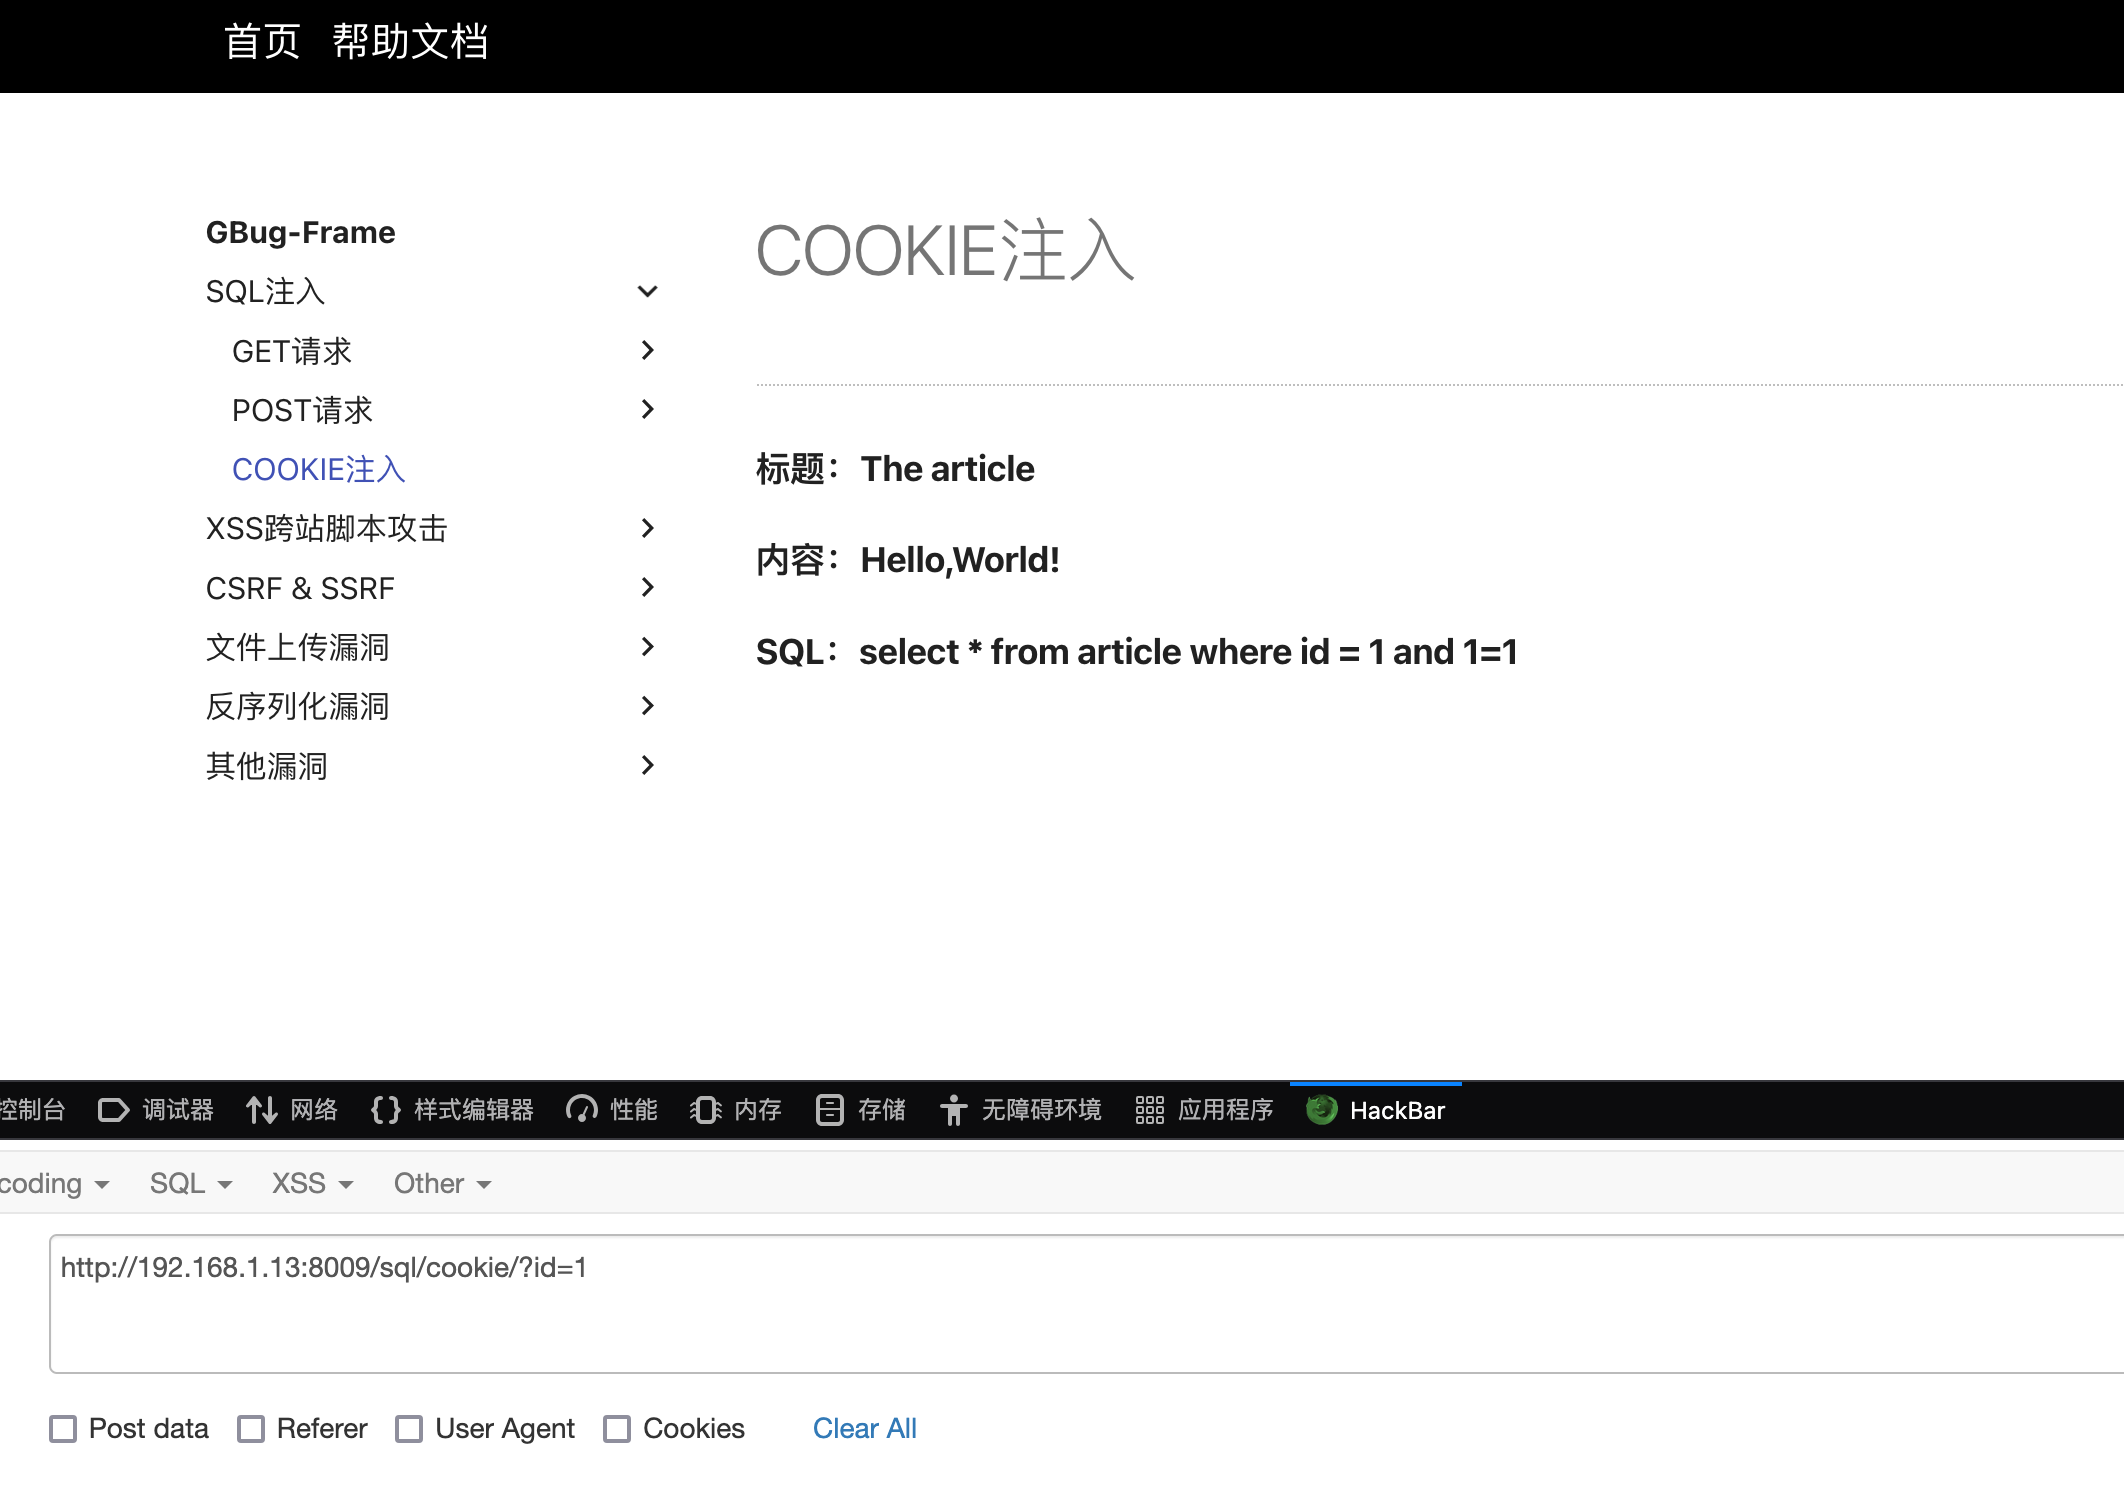 首页 帮助文档
GBug-Frame
SQL注入
GET请求
POST请求
COOKIE注入
XSS跨站脚本攻击
CSRF & SSRF
文件上传漏洞
反序列化漏洞
其他漏洞
COOKIE注入
标题：The article
内容：Hello,World!
SQL：select * from article where id = 1 and 1=1
控制台 调试器 网络 样式编辑器 性能 内存 存储 无障碍环境 应用程序 HackBar
coding SQL XSS Other
http://192.168.1.13:8009/sql/cookie/?id=1
Post data Referer User Agent Cookies Clear All